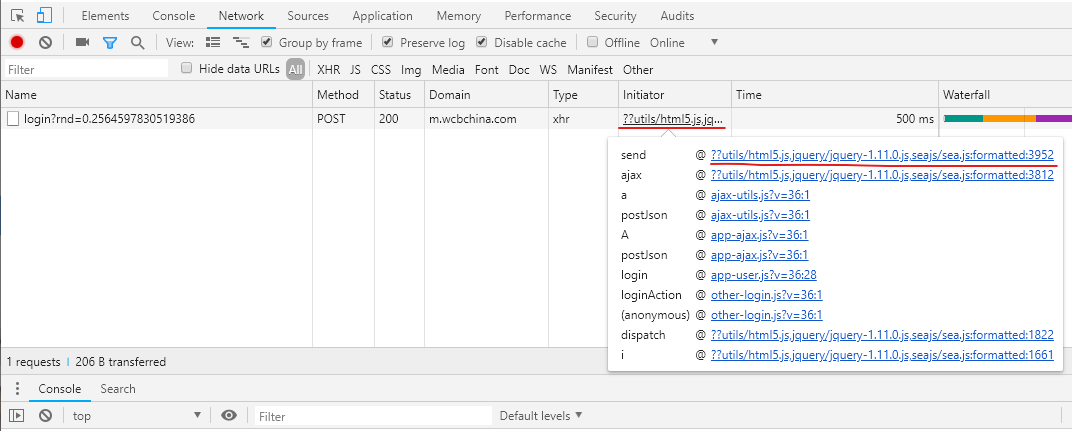 Elements Console Network Sources Application Memory Performance Security Audits
View: Group by frame Preserve log Disable cache Offline Online
Filter Hide data URLs All XHR JS CSS Img Media Font Doc WS Manifest Other
Name Method Status Domain Type Initiator Time Waterfall
login?rnd=0.2564597830519386 POST 200 m.wcbchina.com xhr ??utils/html5.js,jq... 500 ms
send @ ??utils/html5.js,jquery/jquery-1.11.0.js,seajs/sea.js:formatted:3952
ajax @ ??utils/html5.js,jquery/jquery-1.11.0.js,seajs/sea.js:formatted:3812
a @ ajax-utils.js?v=36:1
postJson @ ajax-utils.js?v=36:1
A @ app-ajax.js?v=36:1
postJson @ app-ajax.js?v=36:1
login @ app-user.js?v=36:28
loginAction @ other-login.js?v=36:1
(anonymous) @ other-login.js?v=36:1
dispatch @ ??utils/html5.js,jquery/jquery-1.11.0.js,seajs/sea.js:formatted:1822
i @ ??utils/html5.js,jquery/jquery-1.11.0.js,seajs/sea.js:formatted:1661
1 requests | 206 B transferred
Console Search
top Filter Default levels